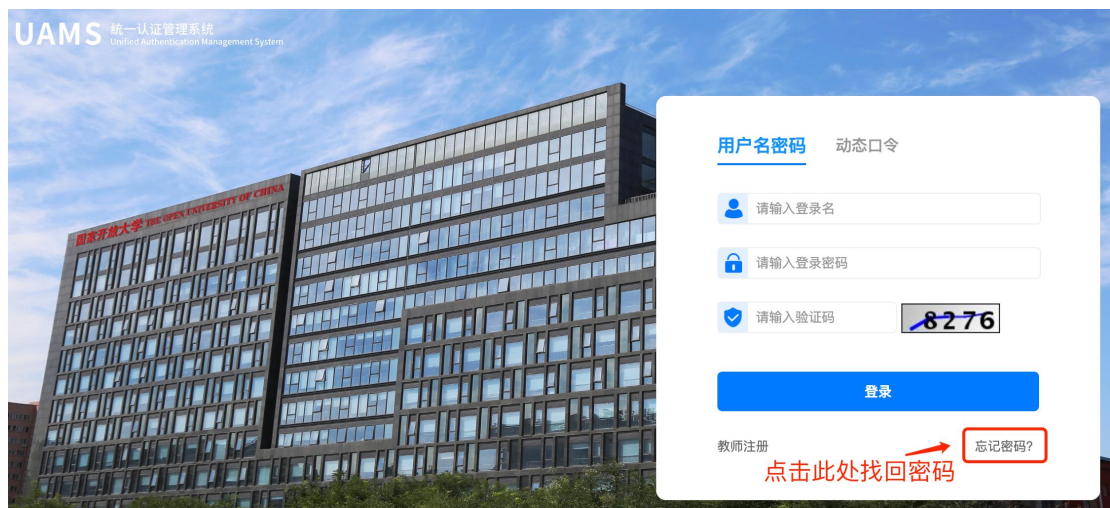 UAMS 统一认证管理系统
Unified Authentication Management System
国家开放大学 THE OPEN UNIVERSITY OF CHINA
用户名密码 动态口令
请输入登录名
请输入登录密码
请输入验证码 8276
登录
教师注册 忘记密码?
点击此处找回密码